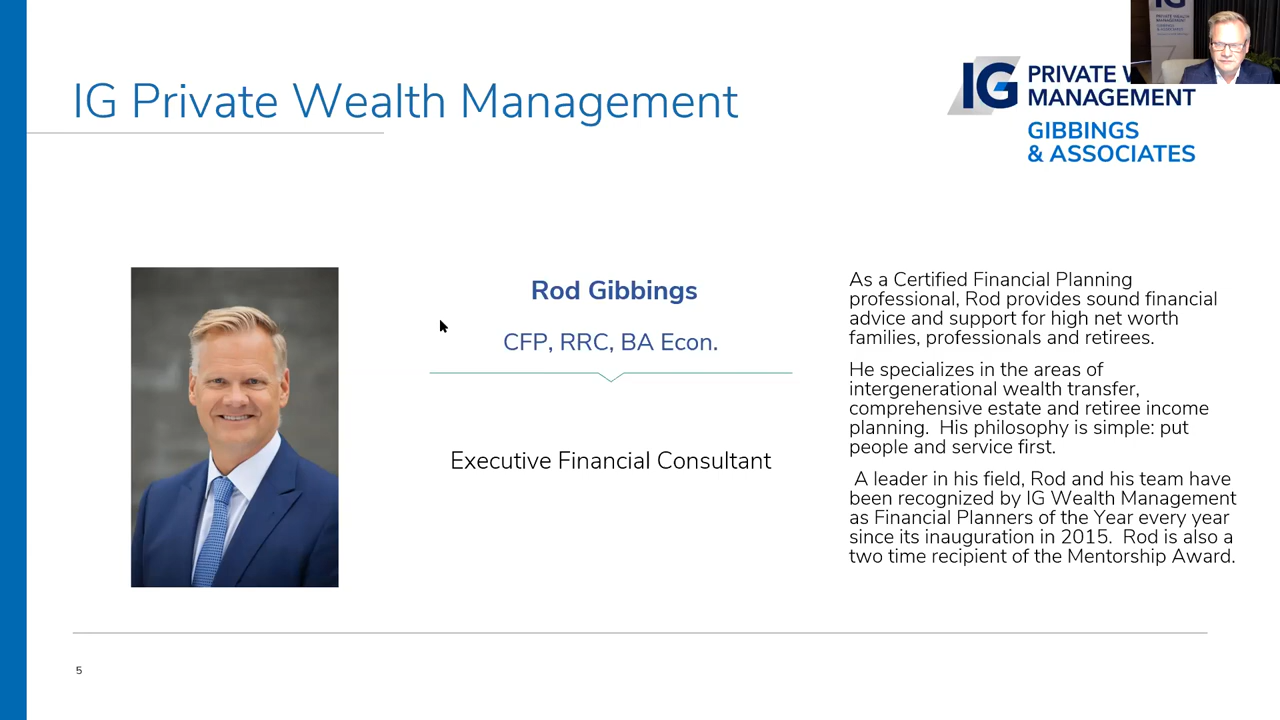 IG Private Wealth Management
IG PRIVATE W
MANAGEMENT
GIBBINGS
& ASSOCIATES
Rod Gibbings
CFP, RRC, BA Econ.
Executive Financial Consultant
As a Certified Financial Planning
professional, Rod provides sound financial
advice and support for high net worth
families, professionals and retirees.
He specializes in the areas of
intergenerational wealth transfer,
comprehensive estate and retiree income
planning. His philosophy is simple: put
people and service first.
A leader in his field, Rod and his team have
been recognized by IG Wealth Management
as Financial Planners of the Year every year
since its inauguration in 2015. Rod is also a
two time recipient of the Mentorship Award.
5